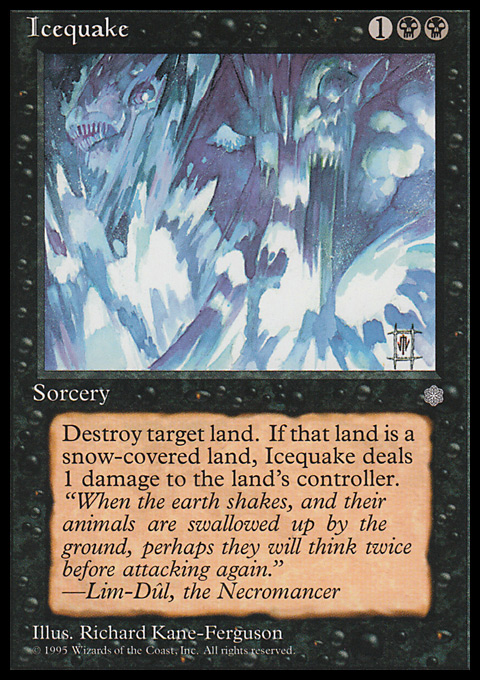 Icequake 1
Sorcery
Destroy target land. If that land is a
snow-covered land, Icequake deals
1 damage to the land's controller.
"When the earth shakes, and their
animals are swallowed up by the
ground, perhaps they will think twice
before attacking again."
—Lim-Dûl, the Necromancer
Illus. Richard Kane-Ferguson
© 1995 Wizards of the Coast, Inc. All rights reserved.